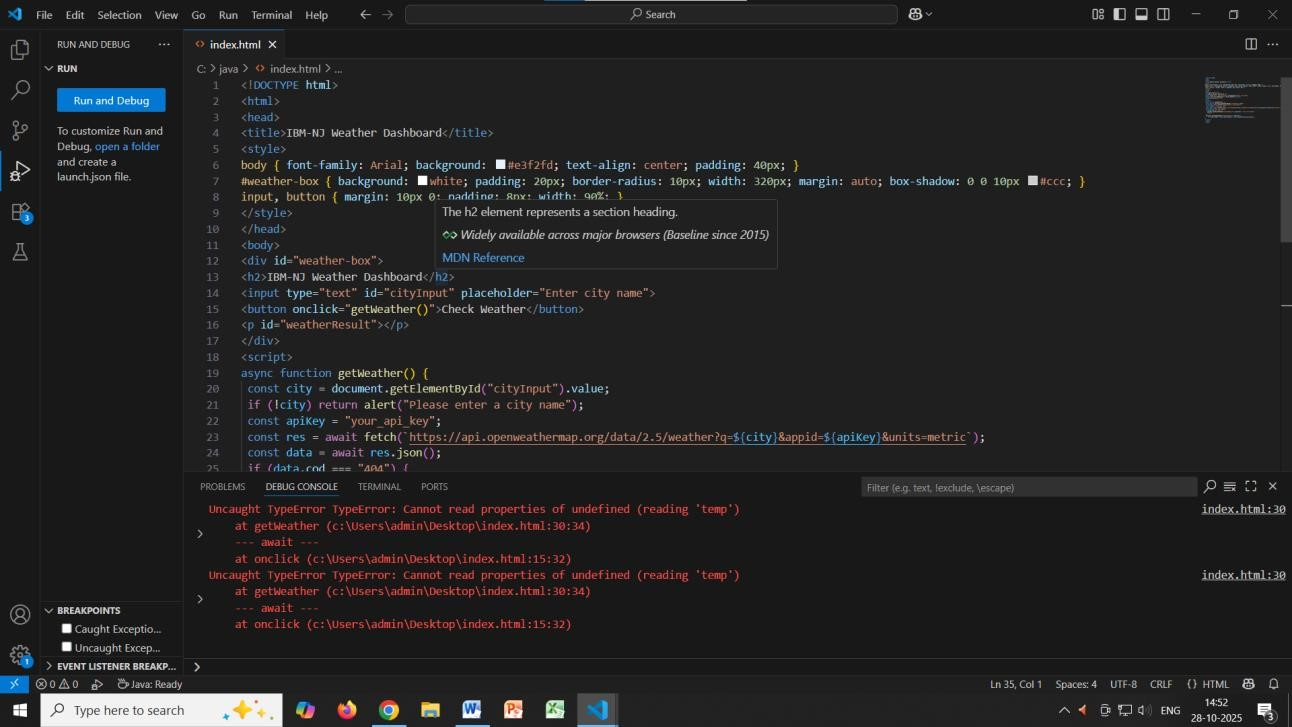 File Edit Selection View Go Run Terminal Help Search
RUN AND DEBUG ··· index.html
RUN C: > java > index.html > ...
Run and Debug
To customize Run and
Debug, open a folder
and create a
launch.json file.
1 <!DOCTYPE html>
2 <html>
3 <head>
4 <title>IBM-NJ Weather Dashboard</title>
5 <style>
6 body { font-family: Arial; background: #e3f2fd; text-align: center; padding: 40px; }
7 #weather-box { background: white; padding: 20px; border-radius: 10px; width: 320px; margin: auto; box-shadow: 0 0 10px #ccc; }
8 input, button { margin: 10px 0; padding: 8px; width: 90%; }
9 </style>
10 </head>
11 <body>
12 <div id="weather-box">
13 <h2>IBM-NJ Weather Dashboard</h2>
14 <input type="text" id="cityInput" placeholder="Enter city name">
15 <button onclick="getWeather()">Check Weather</button>
16 <p id="weatherResult"></p>
17 </div>
18 <script>
19 async function getWeather() {
20 const city = document.getElementById("cityInput").value;
21 if (!city) return alert("Please enter a city name");
22 const apiKey = "your_api_key";
23 const res = await fetch(`https://api.openweathermap.org/data/2.5/weather?q=${city}&appid=${apiKey}&units=metric`);
24 const data = await res.json();
25 if (data.cod === "404") {
The h2 element represents a section heading.
Widely available across major browsers (Baseline since 2015)
MDN Reference
PROBLEMS DEBUG CONSOLE TERMINAL PORTS Filter (e.g. text, !exclude, \escape)
Uncaught TypeError TypeError: Cannot read properties of undefined (reading 'temp') index.html:30
at getWeather (c:\Users\admin\Desktop\index.html:30:34)
--- await ---
at onclick (c:\Users\admin\Desktop\index.html:15:32)
Uncaught TypeError TypeError: Cannot read properties of undefined (reading 'temp') index.html:30
at getWeather (c:\Users\admin\Desktop\index.html:30:34)
--- await ---
at onclick (c:\Users\admin\Desktop\index.html:15:32)
3
BREAKPOINTS
Caught Exceptio...
Uncaught Excep...
1
EVENT LISTENER BREAKP...
0 0 Java: Ready Ln 35, Col 1 Spaces: 4 UTF-8 CRLF {} HTML
Type here to search ENG 14:52
28-10-2025 3